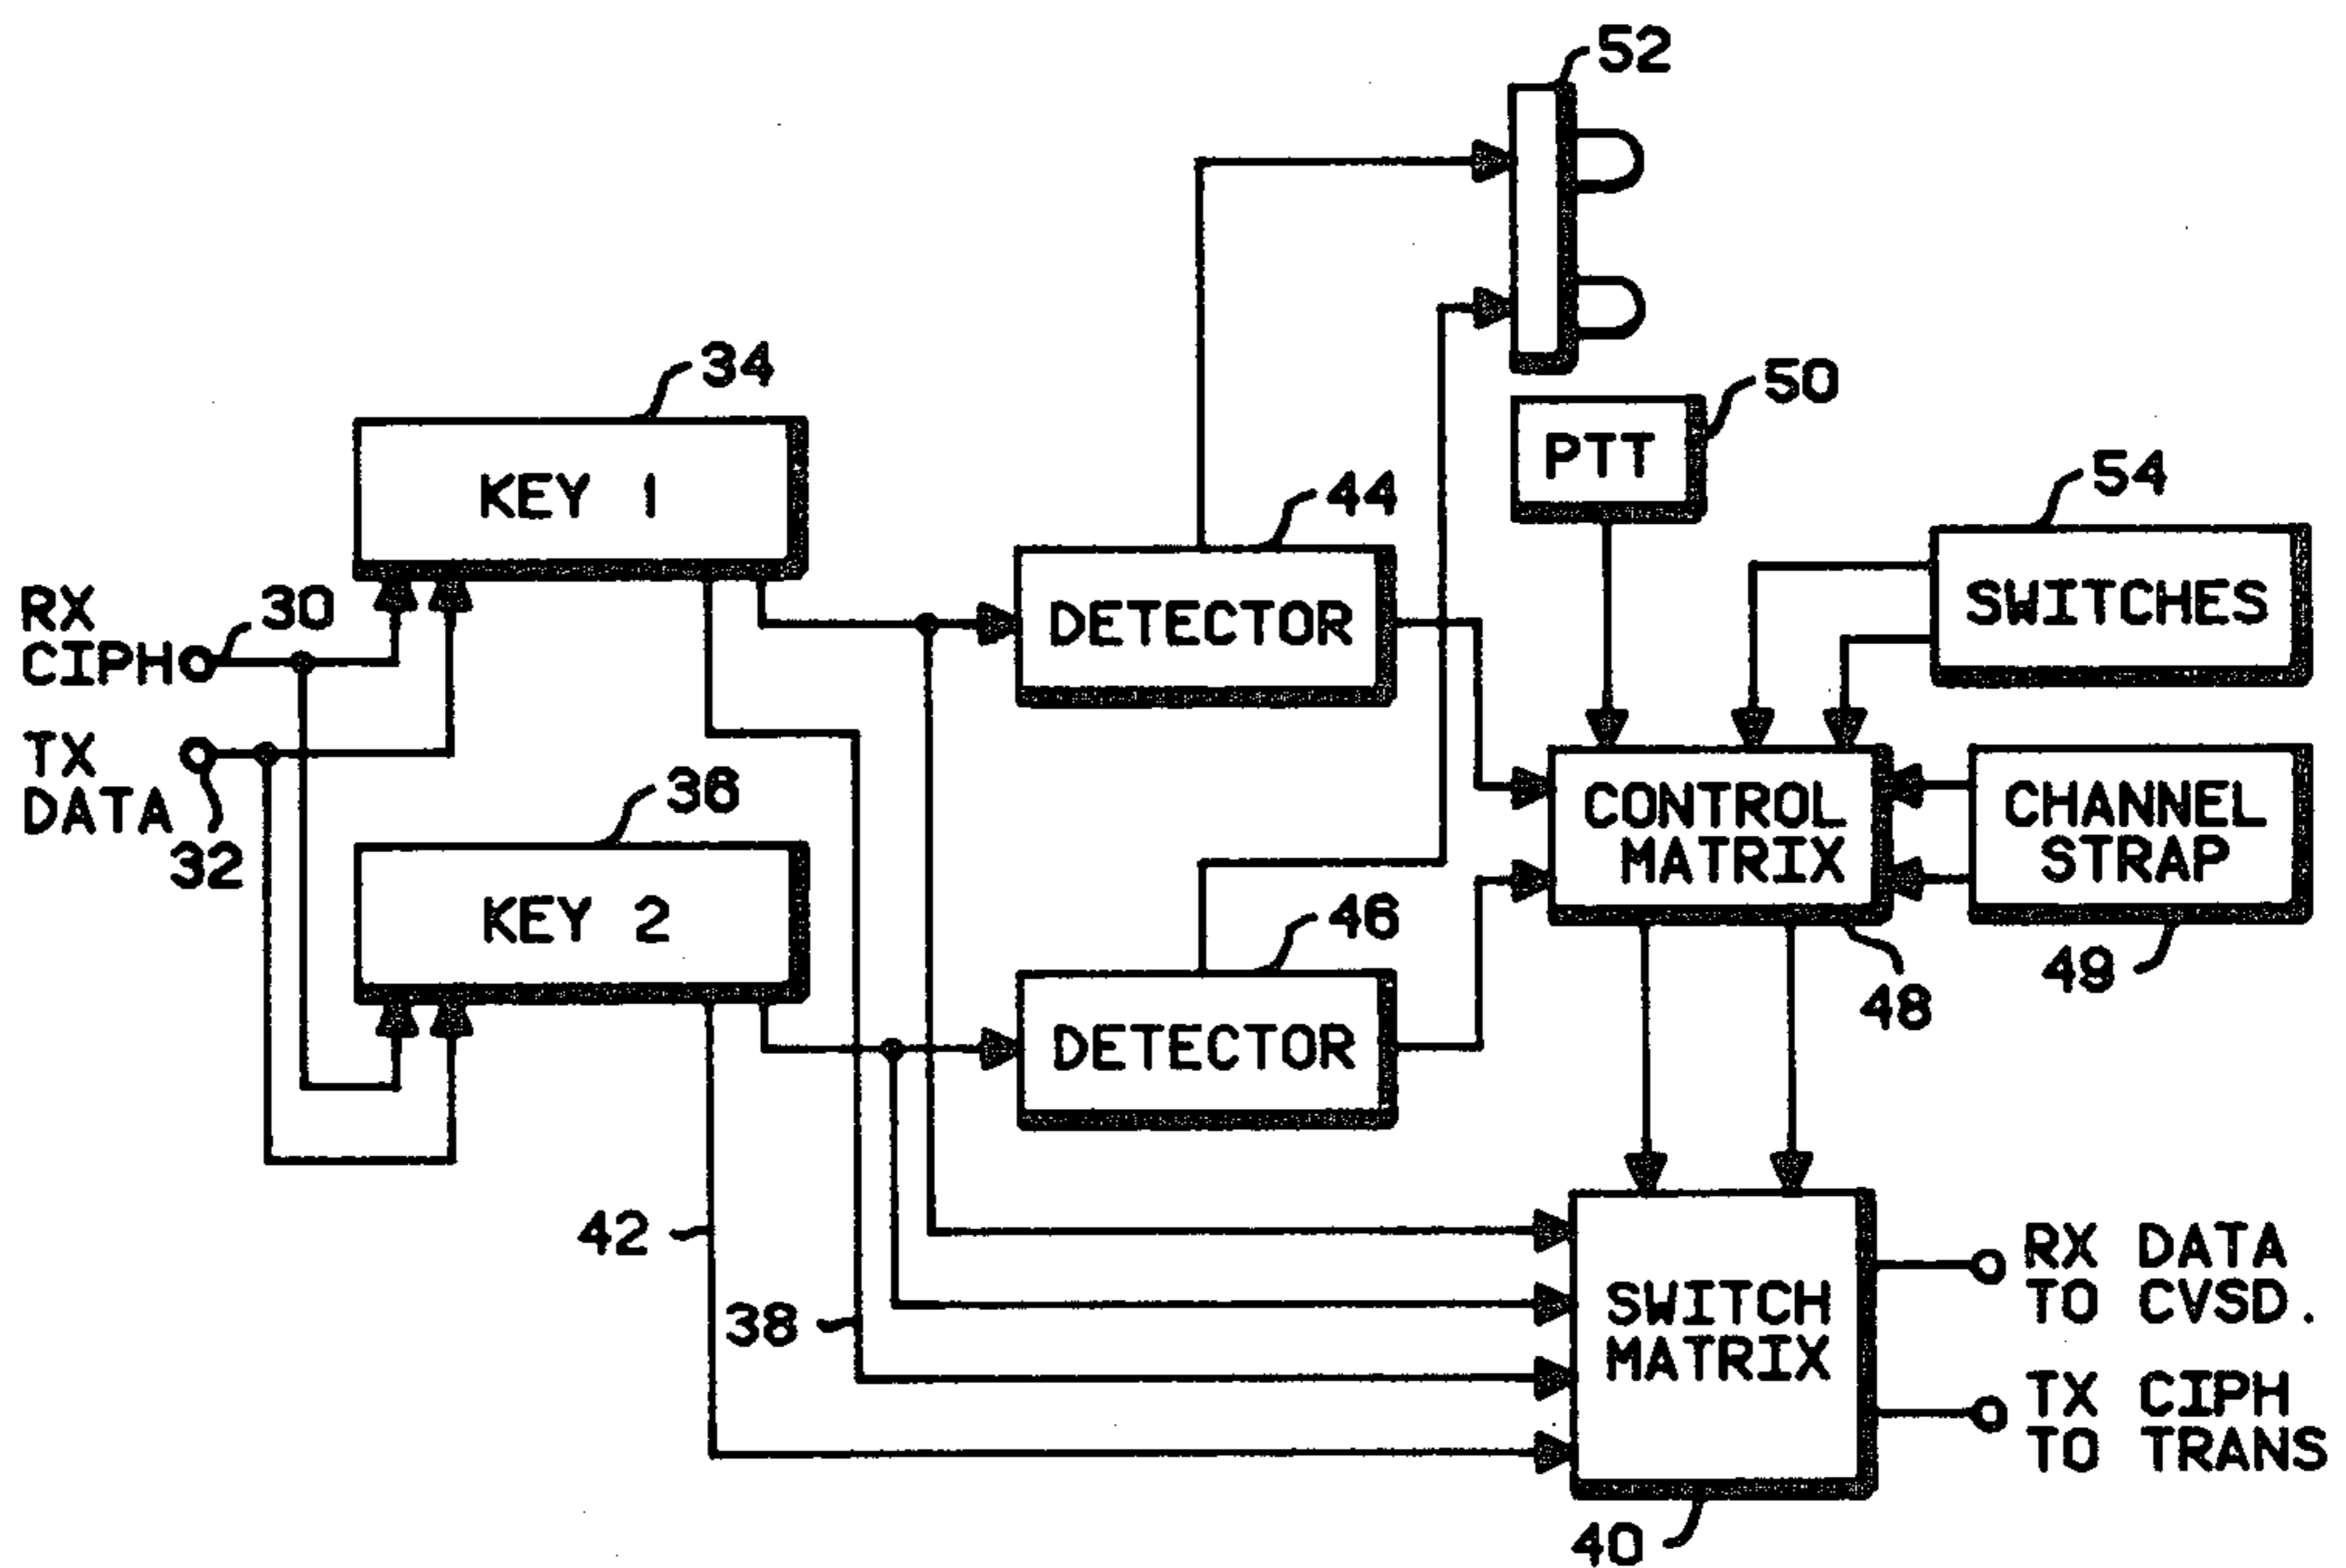 52
34
50
PTT
KEY 1
44
54
SWITCHES
RX
CIPH
30
DETECTOR
TX
DATA
32
36
CONTROL
MATRIX
CHANNEL
STRAP
KEY 2
46
48
49
DETECTOR
42
38
SWITCH
MATRIX
RX DATA
TO CVSD.
TX CIPH
TO TRANS
40